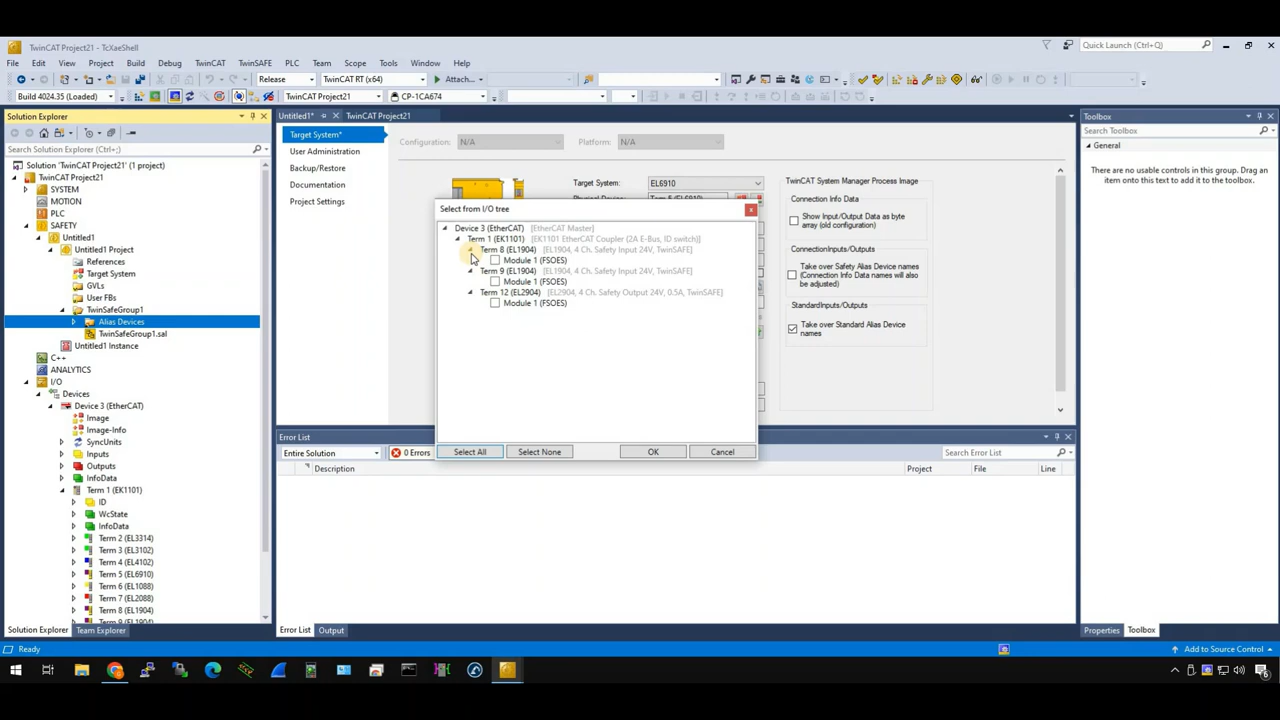 TwinCAT Project21 - TcXaeShell
Quick Launch (Ctrl+Q)
File Edit View Project Build Debug TwinCAT TwinSAFE PLC Team Scope Tools Window Help
Release TwinCAT RT (x64) Attach...
Build 4024.35 (Loaded) TwinCAT Project21 CP-1CA674
Solution Explorer
Search Solution Explorer (Ctrl+;)
Solution 'TwinCAT Project21' (1 project)
TwinCAT Project21
SYSTEM
MOTION
PLC
SAFETY
Untitled1
Untitled1 Project
References
Target System
GVLs
User FBs
TwinSafeGroup1
Alias Devices
TwinSafeGroup1.sal
Untitled1 Instance
C++
ANALYTICS
I/O
Devices
Device 3 (EtherCAT)
Image
Image-Info
SyncUnits
Inputs
Outputs
InfoData
Term 1 (EK1101)
ID
WcState
InfoData
Term 2 (EL3314)
Term 3 (EL3102)
Term 4 (EL4102)
Term 5 (EL6910)
Term 6 (EL1088)
Term 7 (EL2088)
Term 8 (EL1904)
Term 9 (EL1904)
Solution Explorer Team Explorer
Untitled1* TwinCAT Project21
Target System*
User Administration
Backup/Restore
Documentation
Project Settings
Configuration: N/A Platform: N/A
Target System: EL6910
TwinCAT System Manager Process Image
Connection Info Data
Show Input/Output Data as byte
array (old configuration)
ConnectionInputs/Outputs
Take over Safety Alias Device names
(Connection Info Data names will also
be adjusted)
StandardInputs/Outputs
Take over Standard Alias Device
names
Select from I/O tree
Device 3 (EtherCAT) [EtherCAT Master]
Term 1 (EK1101) [EK1101 EtherCAT Coupler (2A E-Bus, ID switch)]
Term 8 (EL1904) [EL1904, 4 Ch. Safety Input 24V, TwinSAFE]
Module 1 (FSOES)
Term 9 (EL1904) [EL1904, 4 Ch. Safety Input 24V, TwinSAFE]
Module 1 (FSOES)
Term 12 (EL2904) [EL2904, 4 Ch. Safety Output 24V, 0.5A, TwinSAFE]
Module 1 (FSOES)
Select All Select None OK Cancel
Error List
Entire Solution 0 Errors Search Error List
Description Project File Line
Error List Output
Toolbox
Search Toolbox
General
There are no usable controls in this group. Drag an
item onto this text to add it to the toolbox.
Properties Toolbox
Ready Add to Source Control
6